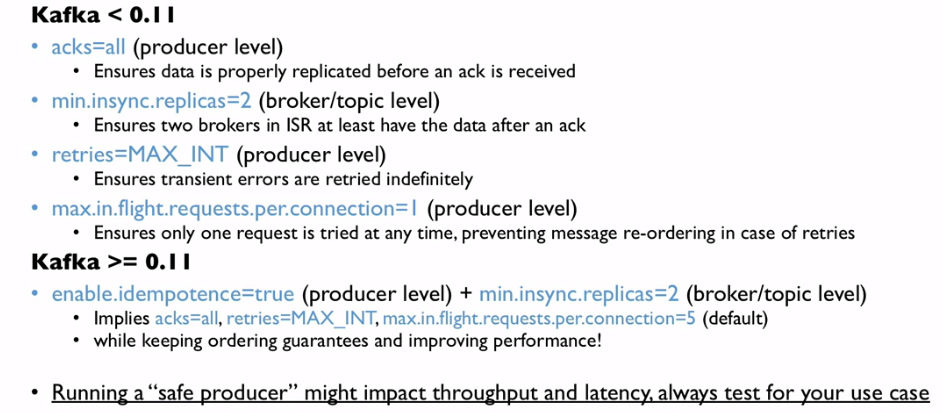 Kafka < 0.11
• acks=all (producer level)
• Ensures data is properly replicated before an ack is received
• min.insync.replicas=2 (broker/topic level)
• Ensures two brokers in ISR at least have the data after an ack
• retries=MAX_INT (producer level)
• Ensures transient errors are retried indefinitely
• max.in.flight.requests.per.connection=1 (producer level)
• Ensures only one request is tried at any time, preventing message re-ordering in case of retries
Kafka >= 0.11
• enable.idempotence=true (producer level) + min.insync.replicas=2 (broker/topic level)
• Implies acks=all, retries=MAX_INT, max.in.flight.requests.per.connection=5 (default)
• while keeping ordering guarantees and improving performance!
• Running a “safe producer” might impact throughput and latency, always test for your use case